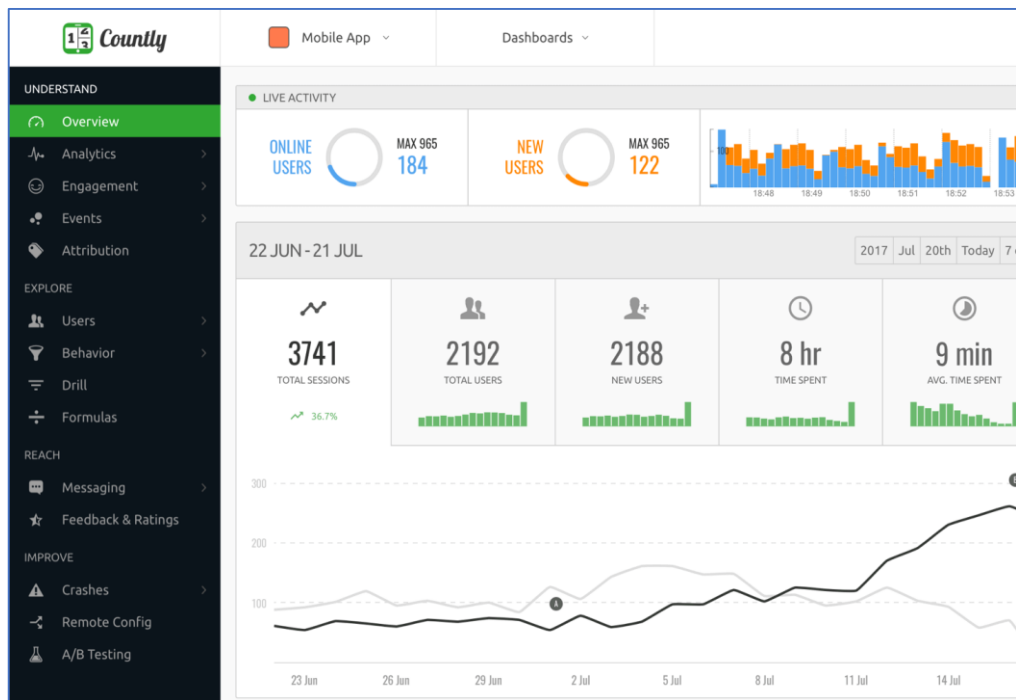 Countly
Mobile App
Dashboards
UNDERSTAND
Overview
Analytics
Engagement
Events
Attribution
EXPLORE
Users
Behavior
Drill
Formulas
REACH
Messaging
Feedback & Ratings
IMPROVE
Crashes
Remote Config
A/B Testing
LIVE ACTIVITY
ONLINE USERS
MAX 965
184
NEW USERS
MAX 965
122
100
18:48 18:49 18:50 18:51 18:52 18:53
22 JUN - 21 JUL
2017 Jul 20th Today 7
3741
TOTAL SESSIONS
36.7%
2192
TOTAL USERS
2188
NEW USERS
8 hr
TIME SPENT
9 min
AVG. TIME SPENT
300
200
100
A
23 Jun 26 Jun 29 Jun 2 Jul 5 Jul 8 Jul 11 Jul 14 Jul